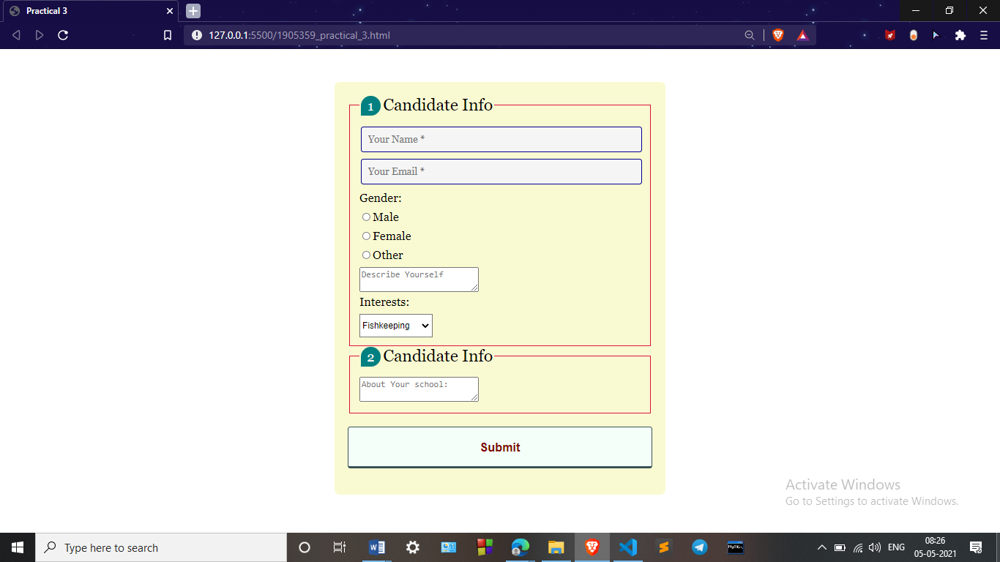 Practical 3
127.0.0.1:5500/1905359_practical_3.html
1 Candidate Info
Your Name *
Your Email *
Gender:
Male
Female
Other
Describe Yourself
Interests:
Fishkeeping
2 Candidate Info
About Your school:
Submit
Activate Windows
Go to Settings to activate Windows.
Type here to search
ENG
08:26
05-05-2021